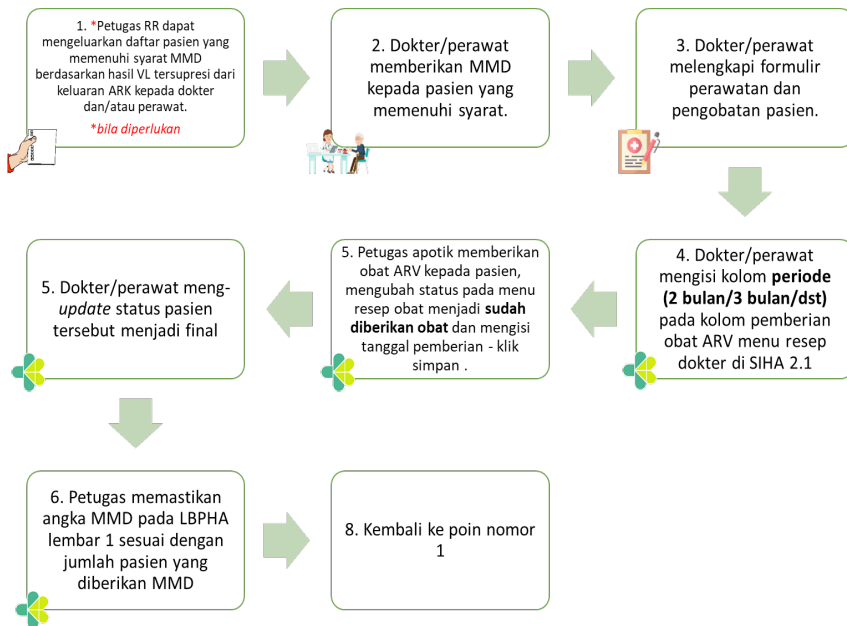 1. *Petugas RR dapat
mengeluarkan daftar pasien yang
memenuhi syarat MMD
berdasarkan hasil VL tersupresi dari
keluaran ARK kepada dokter
dan/atau perawat.
*bila diperlukan
2. Dokter/perawat
memberikan MMD
kepada pasien yang
memenuhi syarat.
3. Dokter/perawat
melengkapi formulir
perawatan dan
pengobatan pasien.
4. Dokter/perawat
mengisi kolom periode
(2 bulan/3 bulan/dst)
pada kolom pemberian
obat ARV menu resep
dokter di SIHA 2.1
5. Petugas apotik memberikan
obat ARV kepada pasien,
mengubah status pada menu
resep obat menjadi sudah
diberikan obat dan mengisi
tanggal pemberian - klik
simpan .
5. Dokter/perawat meng-
update status pasien
tersebut menjadi final
6. Petugas memastikan
angka MMD pada LBPHA
lembar 1 sesuai dengan
jumlah pasien yang
diberikan MMD
8. Kembali ke poin nomor
1